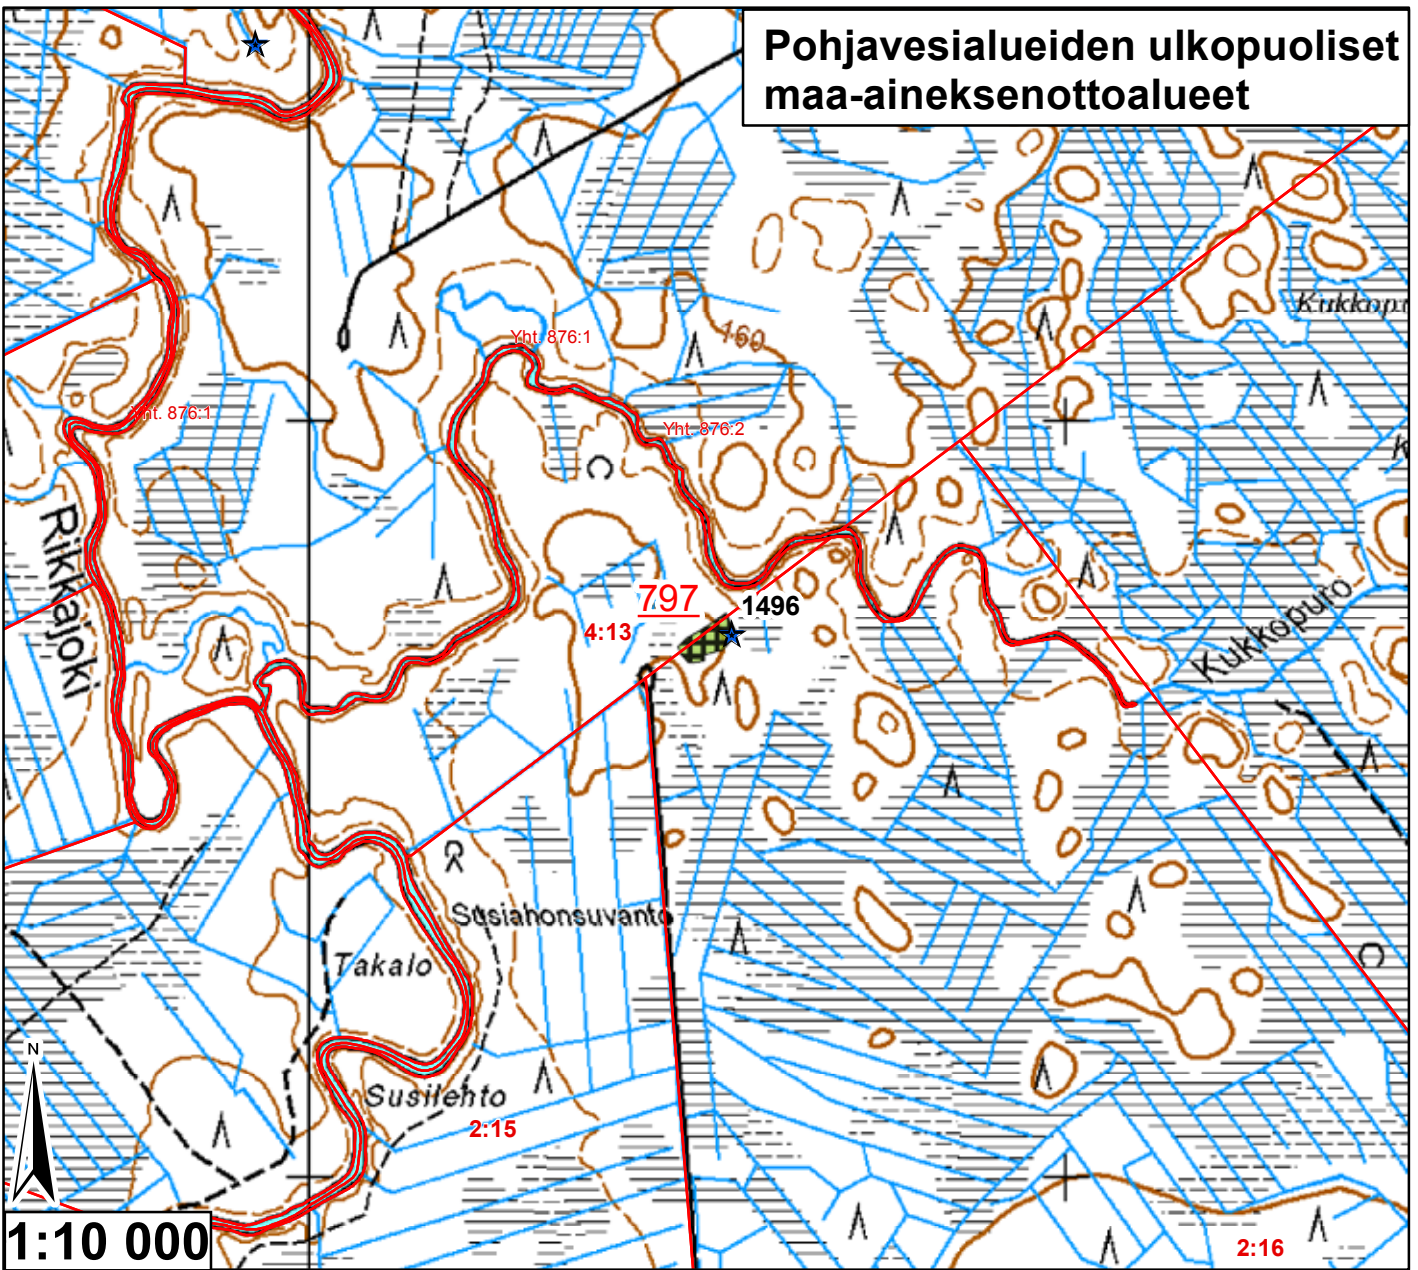 Pohjavesialueiden ulkopuoliset
maa-aineksenottoalueet
160
Yht. 876:1
Yht. 876:1
Yht. 876:2
Rikkajoki
797
1496
4:13
Kukkopuro
Susiahonsuvanto
Takalo
Susilehto
2:15
2:16
N
1:10 000